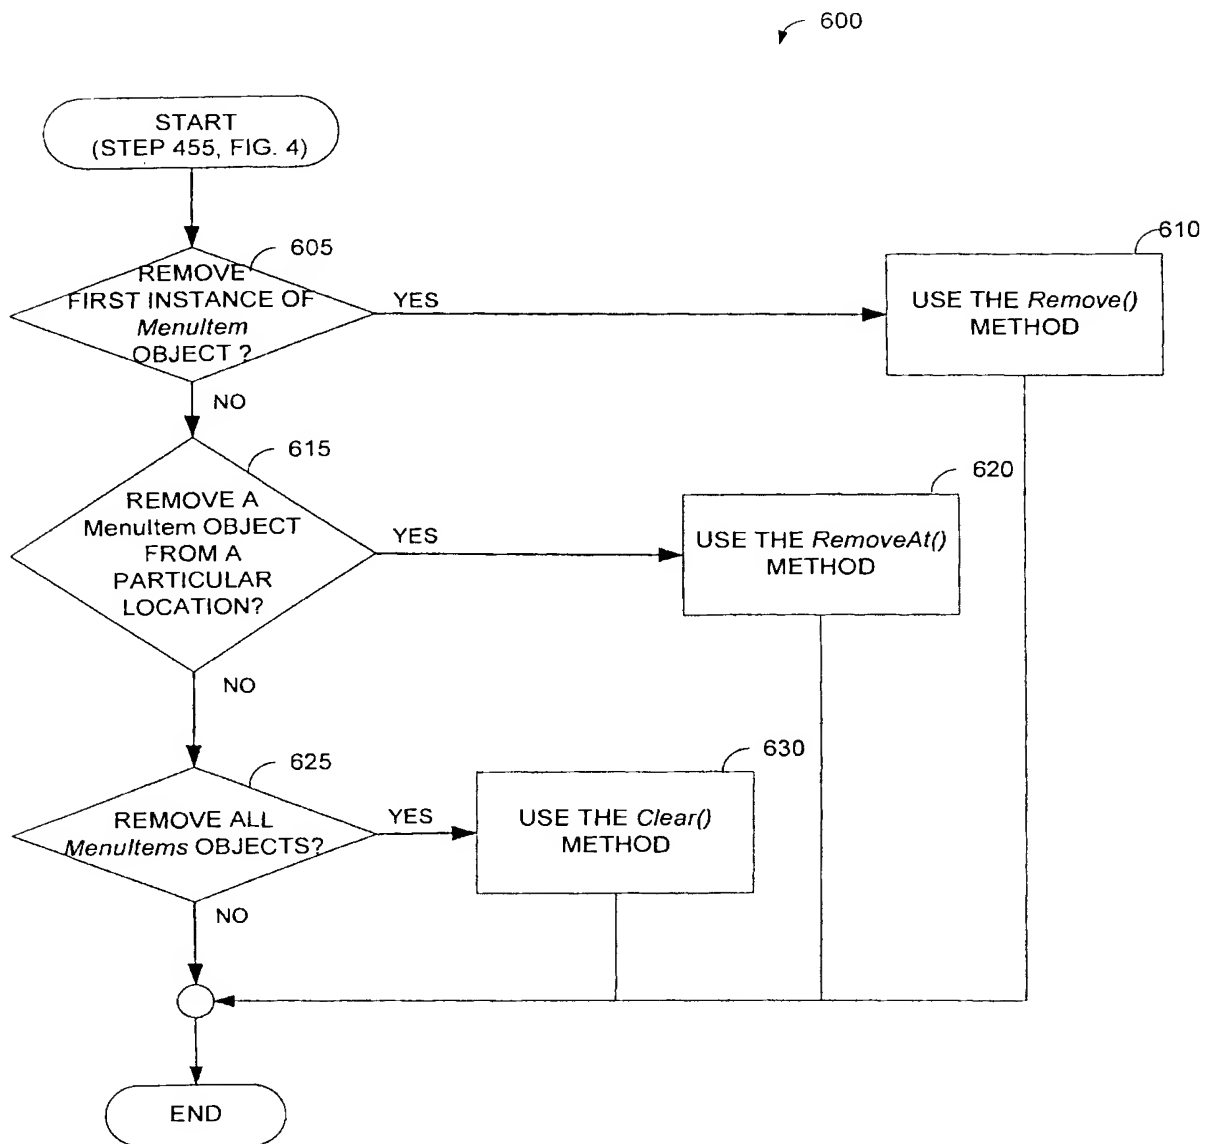 600
START
(STEP 455, FIG. 4)
605
REMOVE
FIRST INSTANCE OF
MenuItem
OBJECT ?
YES
610
USE THE Remove()
METHOD
NO
615
REMOVE A
MenuItem OBJECT
FROM A
PARTICULAR
LOCATION?
YES
620
USE THE RemoveAt()
METHOD
NO
625
REMOVE ALL
MenuItems OBJECTS?
YES
630
USE THE Clear()
METHOD
NO
END